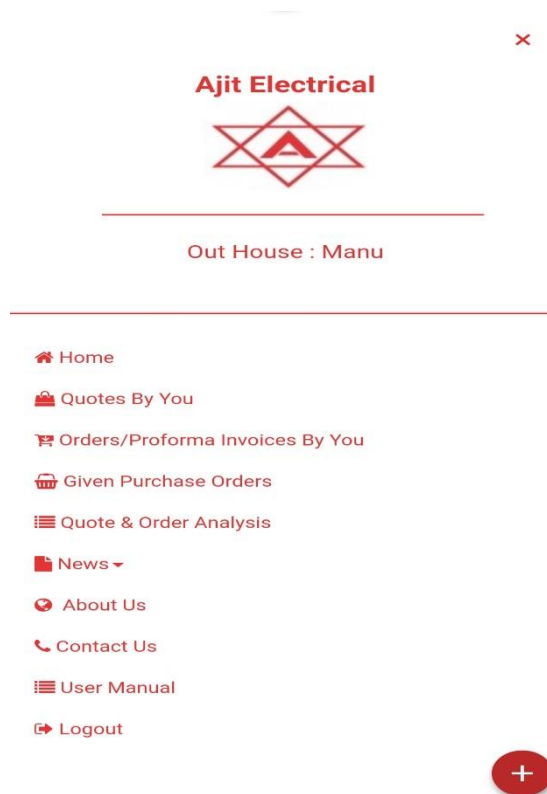 ×
Ajit Electrical
A
Out House : Manu
Home
Quotes By You
Orders/Proforma Invoices By You
Given Purchase Orders
Quote & Order Analysis
News
About Us
Contact Us
User Manual
Logout
+